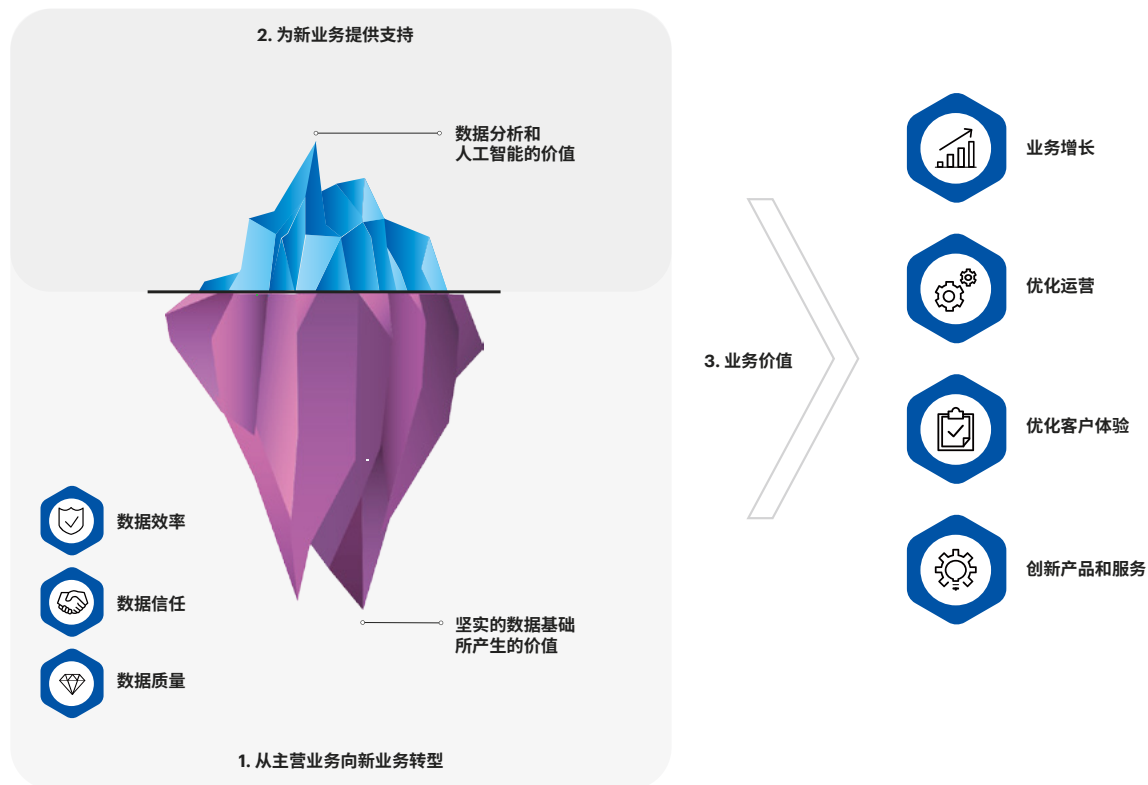 2. 为新业务提供支持
数据分析和
人工智能的价值
数据效率
数据信任
数据质量
坚实的数据基础
所产生的价值
1. 从主营业务向新业务转型
3. 业务价值
业务增长
优化运营
优化客户体验
创新产品和服务